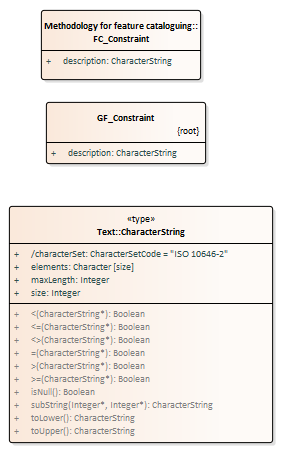 Methodology for feature cataloguing::
FC_Constraint
+ description: CharacterString
GF_Constraint
{root}
+ description: CharacterString
«type»
Text::CharacterString
+ /characterSet: CharacterSetCode = "ISO 10646-2"
+ elements: Character [size]
+ maxLength: Integer
+ size: Integer
+ <(CharacterString*): Boolean
+ <=(CharacterString*): Boolean
+ <>(CharacterString*): Boolean
+ =(CharacterString*): Boolean
+ >(CharacterString*): Boolean
+ >=(CharacterString*): Boolean
+ isNull(): Boolean
+ subString(Integer*, Integer*): CharacterString
+ toLower(): CharacterString
+ toUpper(): CharacterString